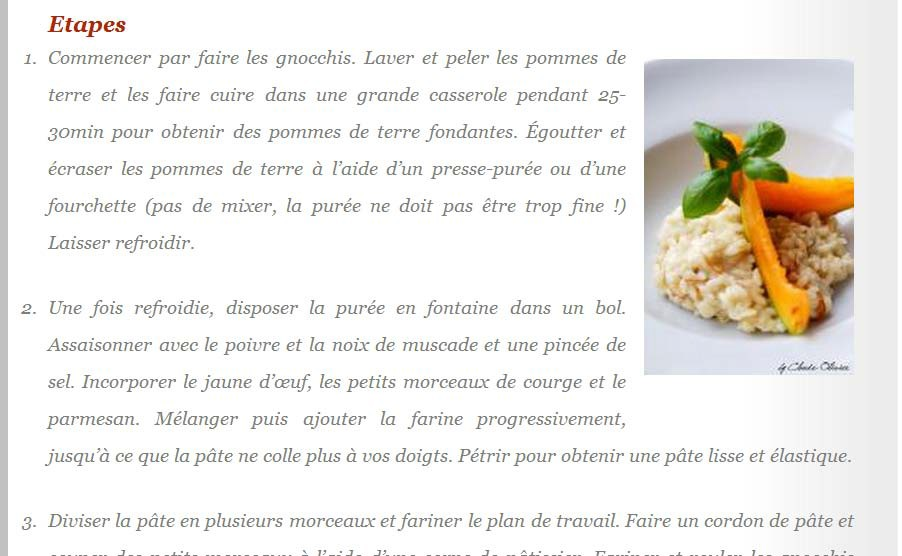 Etapes
1. Commencer par faire les gnocchis. Laver et peler les pommes de
terre et les faire cuire dans une grande casserole pendant 25-
30min pour obtenir des pommes de terre fondantes. Égoutter et
écraser les pommes de terre à l’aide d’un presse-purée ou d’une
fourchette (pas de mixer, la purée ne doit pas être trop fine !)
Laisser refroidir.
2. Une fois refroidie, disposer la purée en fontaine dans un bol.
Assaisonner avec le poivre et la noix de muscade et une pincée de
sel. Incorporer le jaune d’œuf, les petits morceaux de courge et le
parmesan. Mélanger puis ajouter la farine progressivement,
jusqu’à ce que la pâte ne colle plus à vos doigts. Pétrir pour obtenir une pâte lisse et élastique.
3. Diviser la pâte en plusieurs morceaux et fariner le plan de travail. Faire un cordon de pâte et